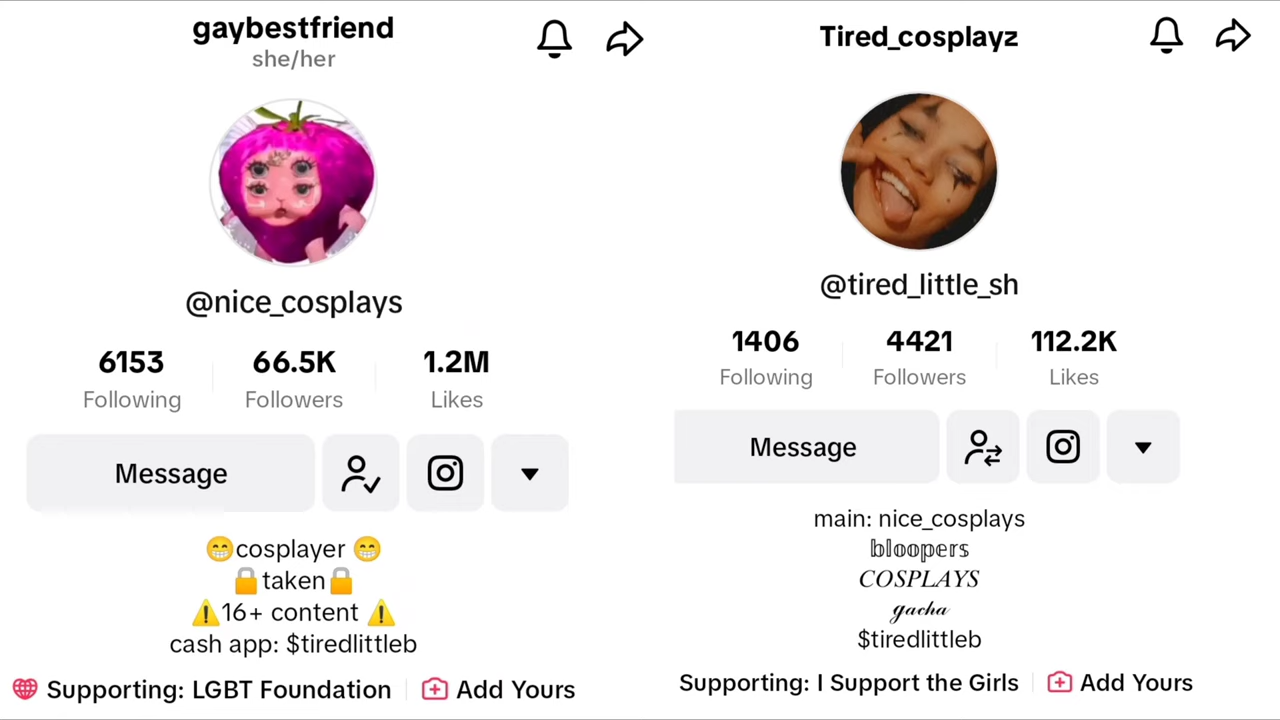 gaybestfriend
she/her
@nice_cosplays
6153 66.5K 1.2M
Following Followers Likes
Message
😁cosplayer 😁
🔒taken🔒
⚠️16+ content ⚠️
cash app: $tiredlittleb
Supporting: LGBT Foundation Add Yours
Tired_cosplayz
@tired_little_sh
1406 4421 112.2K
Following Followers Likes
Message
main: nice_cosplays
𝕓𝕝𝕠𝕠𝕡𝕖𝕣𝕤
𝐶𝑂𝑆𝑃𝐿𝐴𝑌𝑆
𝓰𝓪𝓬𝓱𝓪
$tiredlittleb
Supporting: I Support the Girls Add Yours